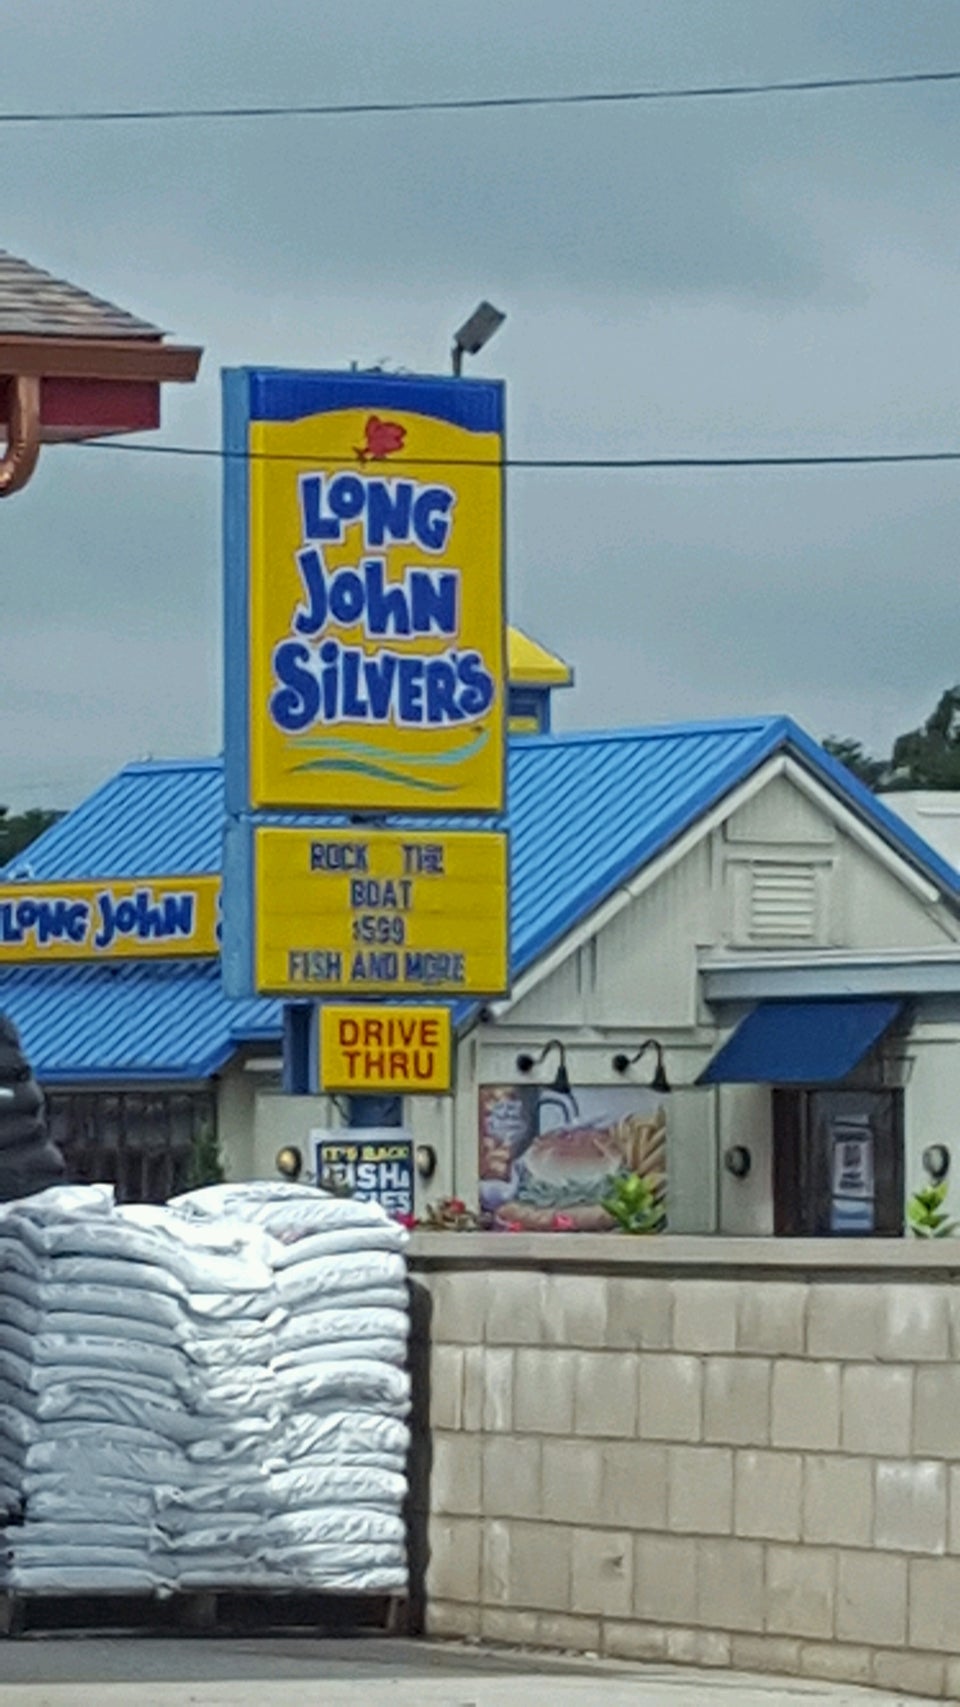 LONG
JOHN
SILVER'S
ROCK THE
BOAT
$599
FISH AND MORE
LONG JOHN
DRIVE
THRU
IT'S BACK!
FISH &